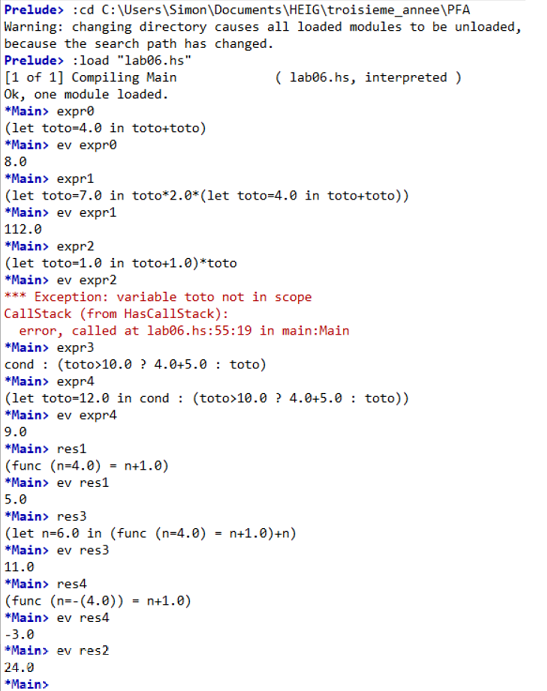 Prelude> :cd C:\Users\Simon\Documents\HEIG\troisieme_annee\PFA
Warning: changing directory causes all loaded modules to be unloaded,
because the search path has changed.
Prelude> :load "lab06.hs"
[1 of 1] Compiling Main             ( lab06.hs, interpreted )
Ok, one module loaded.
*Main> expr0
(let toto=4.0 in toto+toto)
*Main> ev expr0
8.0
*Main> expr1
(let toto=7.0 in toto*2.0*(let toto=4.0 in toto+toto))
*Main> ev expr1
112.0
*Main> expr2
(let toto=1.0 in toto+1.0)*toto
*Main> ev expr2
*** Exception: variable toto not in scope
CallStack (from HasCallStack):
  error, called at lab06.hs:55:19 in main:Main
*Main> expr3
cond : (toto>10.0 ? 4.0+5.0 : toto)
*Main> expr4
(let toto=12.0 in cond : (toto>10.0 ? 4.0+5.0 : toto))
*Main> ev expr4
9.0
*Main> res1
(func (n=4.0) = n+1.0)
*Main> ev res1
5.0
*Main> res3
(let n=6.0 in (func (n=4.0) = n+1.0)+n)
*Main> ev res3
11.0
*Main> res4
(func (n=-(4.0)) = n+1.0)
*Main> ev res4
-3.0
*Main> ev res2
24.0
*Main>